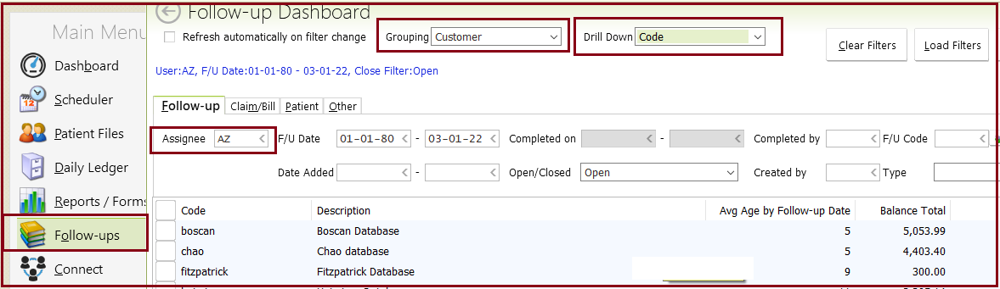 Follow-up Dashboard
Main Menu
Refresh automatically on filter change
Grouping Customer
Drill Down Code
Clear Filters
Load Filters
User:AZ, F/U Date:01-01-80 - 03-01-22, Close Filter:Open
Dashboard
Scheduler
Patient Files
Daily Ledger
Reports / Forms
Follow-ups
Connect
Follow-up Claim/Bill Patient Other
Assignee AZ F/U Date 01-01-80 - 03-01-22 Completed on - Completed by F/U Code
Date Added - Open/Closed Open Created by Type
Code Description Avg Age by Follow-up Date Balance Total
boscan Boscan Database 5 5,053.99
chao Chao database 5 4,403.40
fitzpatrick Fitzpatrick Database 9 300.00